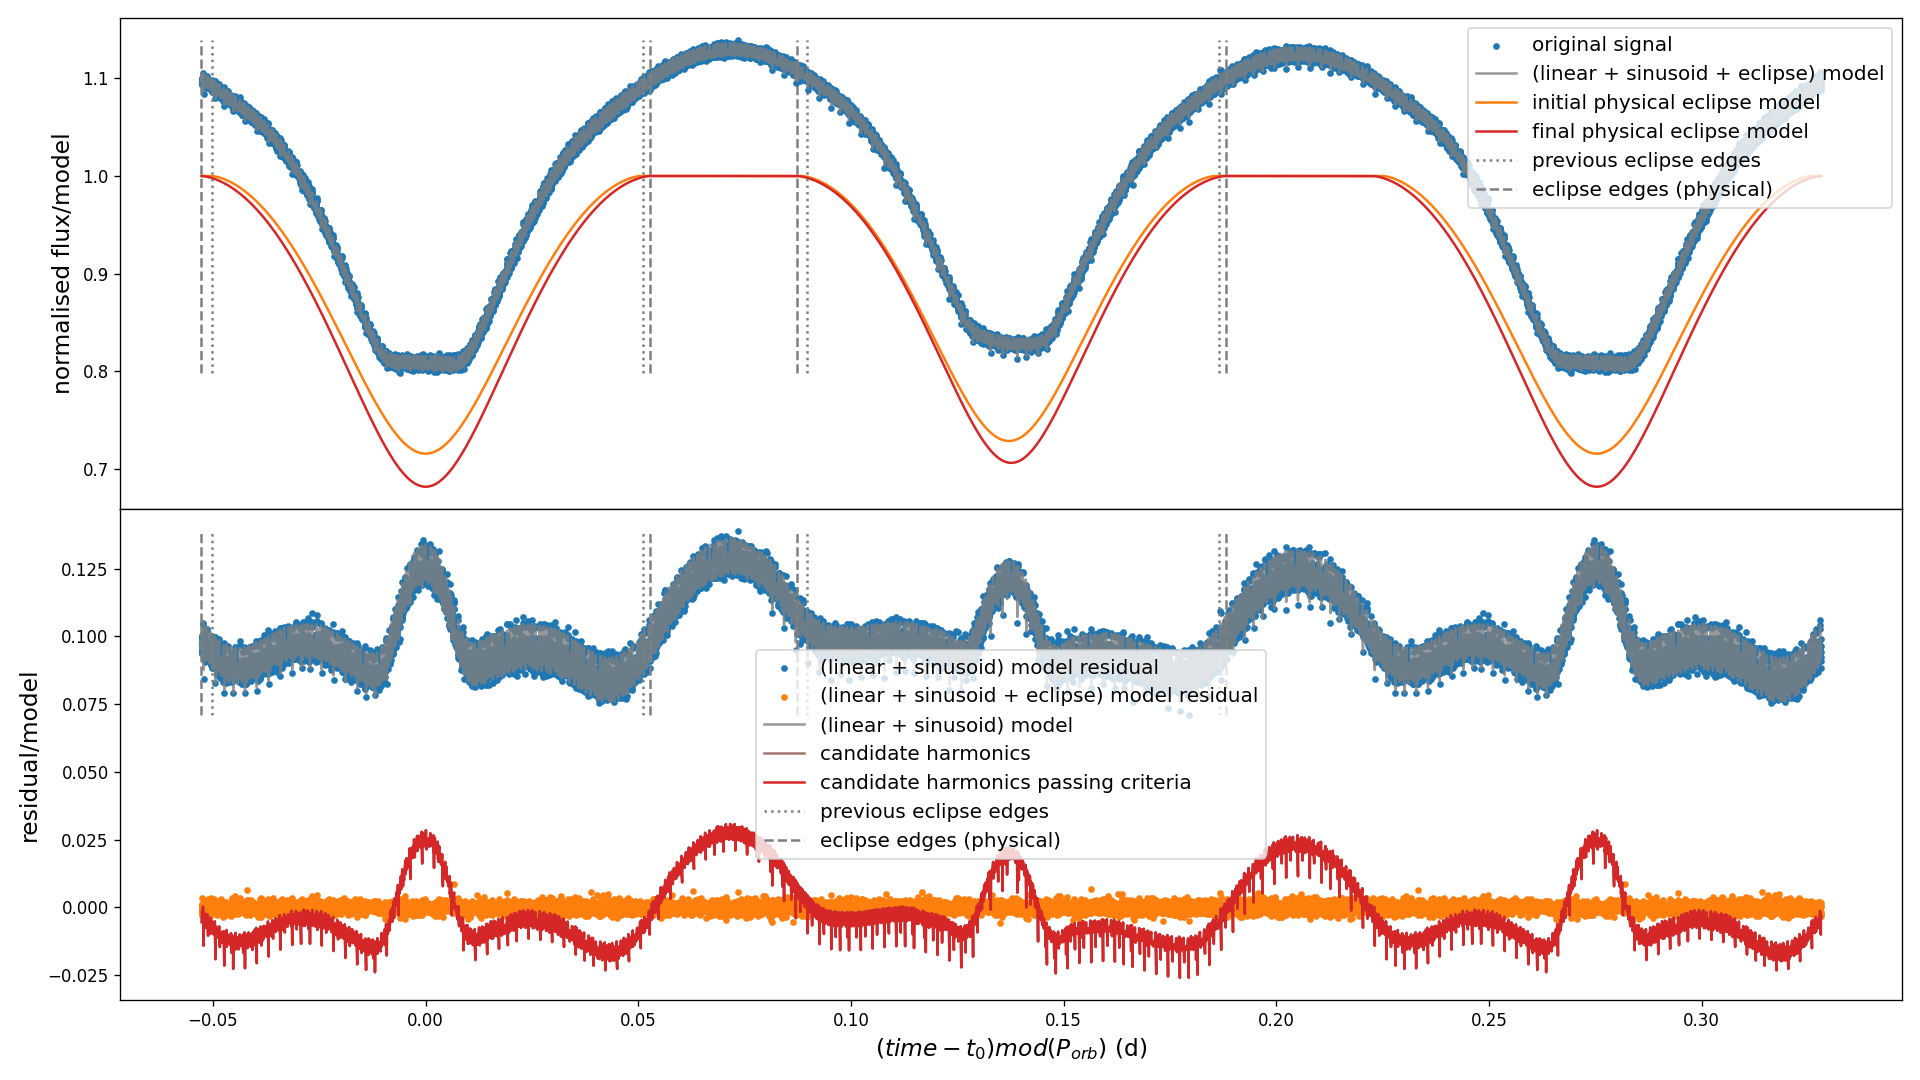 original signal
(linear + sinusoid + eclipse) model
initial physical eclipse model
final physical eclipse model
previous eclipse edges
eclipse edges (physical)
normalised flux/model
1.1
1.0
0.9
0.8
0.7
(linear + sinusoid) model residual
(linear + sinusoid + eclipse) model residual
(linear + sinusoid) model
candidate harmonics
candidate harmonics passing criteria
previous eclipse edges
eclipse edges (physical)
residual/model
0.125
0.100
0.075
0.050
0.025
0.000
−0.025
−0.05 0.00 0.05 0.10 0.15 0.20 0.25 0.30
(time − t₀)mod(P_orb) (d)